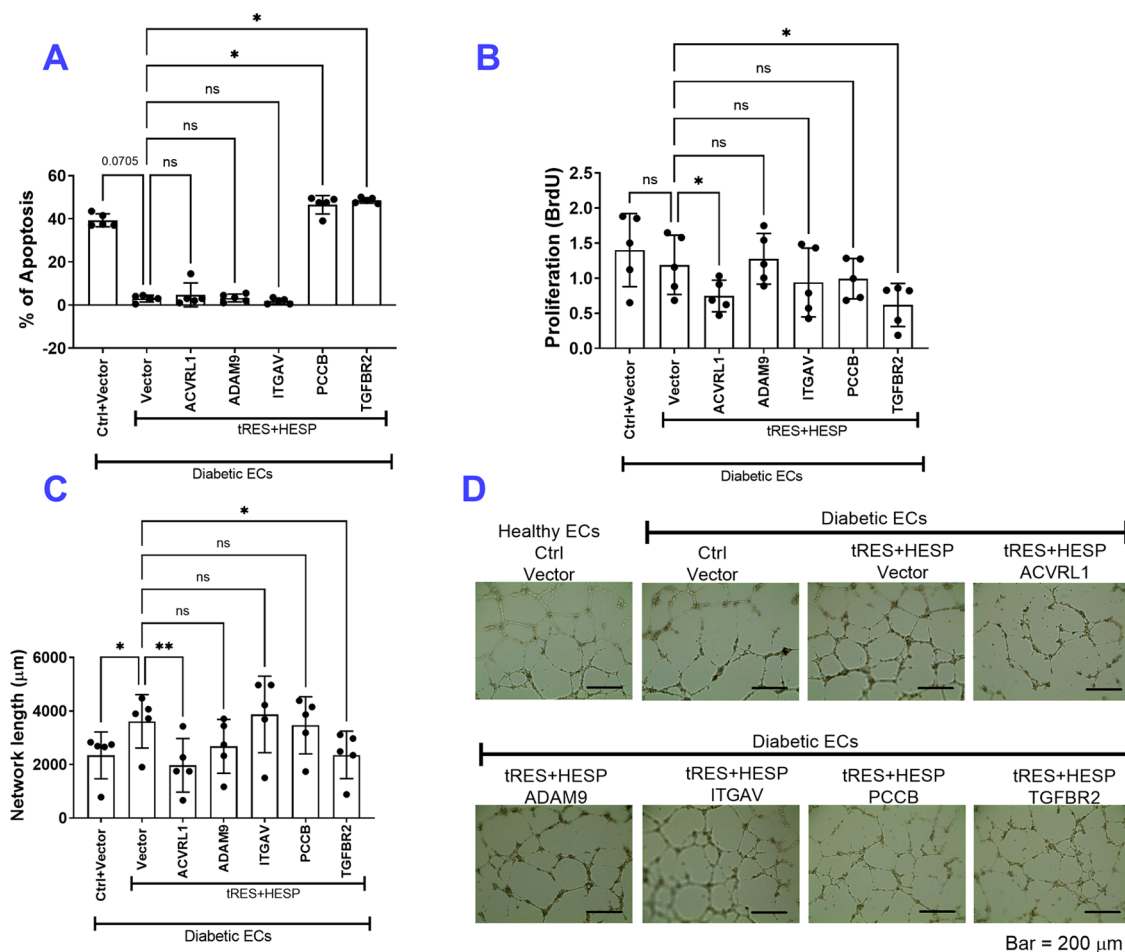 A
*
*
ns
ns
0.0705
ns
% of Apoptosis
60
40
20
0
-20
Ctrl+Vector
Vector
ACVRL1
ADAM9
ITGAV
PCCB
TGFBR2
tRES+HESP
Diabetic ECs
B
*
ns
ns
ns
ns
*
Proliferation (BrdU)
2.5
2.0
1.5
1.0
0.5
0.0
Ctrl+Vector
Vector
ACVRL1
ADAM9
ITGAV
PCCB
TGFBR2
tRES+HESP
Diabetic ECs
C
*
ns
ns
ns
*
**
Network length (μm)
6000
4000
2000
0
Ctrl+Vector
Vector
ACVRL1
ADAM9
ITGAV
PCCB
TGFBR2
tRES+HESP
Diabetic ECs
D
Healthy ECs
Ctrl
Vector
Diabetic ECs
Ctrl
Vector
tRES+HESP
Vector
tRES+HESP
ACVRL1
Diabetic ECs
tRES+HESP
ADAM9
tRES+HESP
ITGAV
tRES+HESP
PCCB
tRES+HESP
TGFBR2
Bar = 200 μm